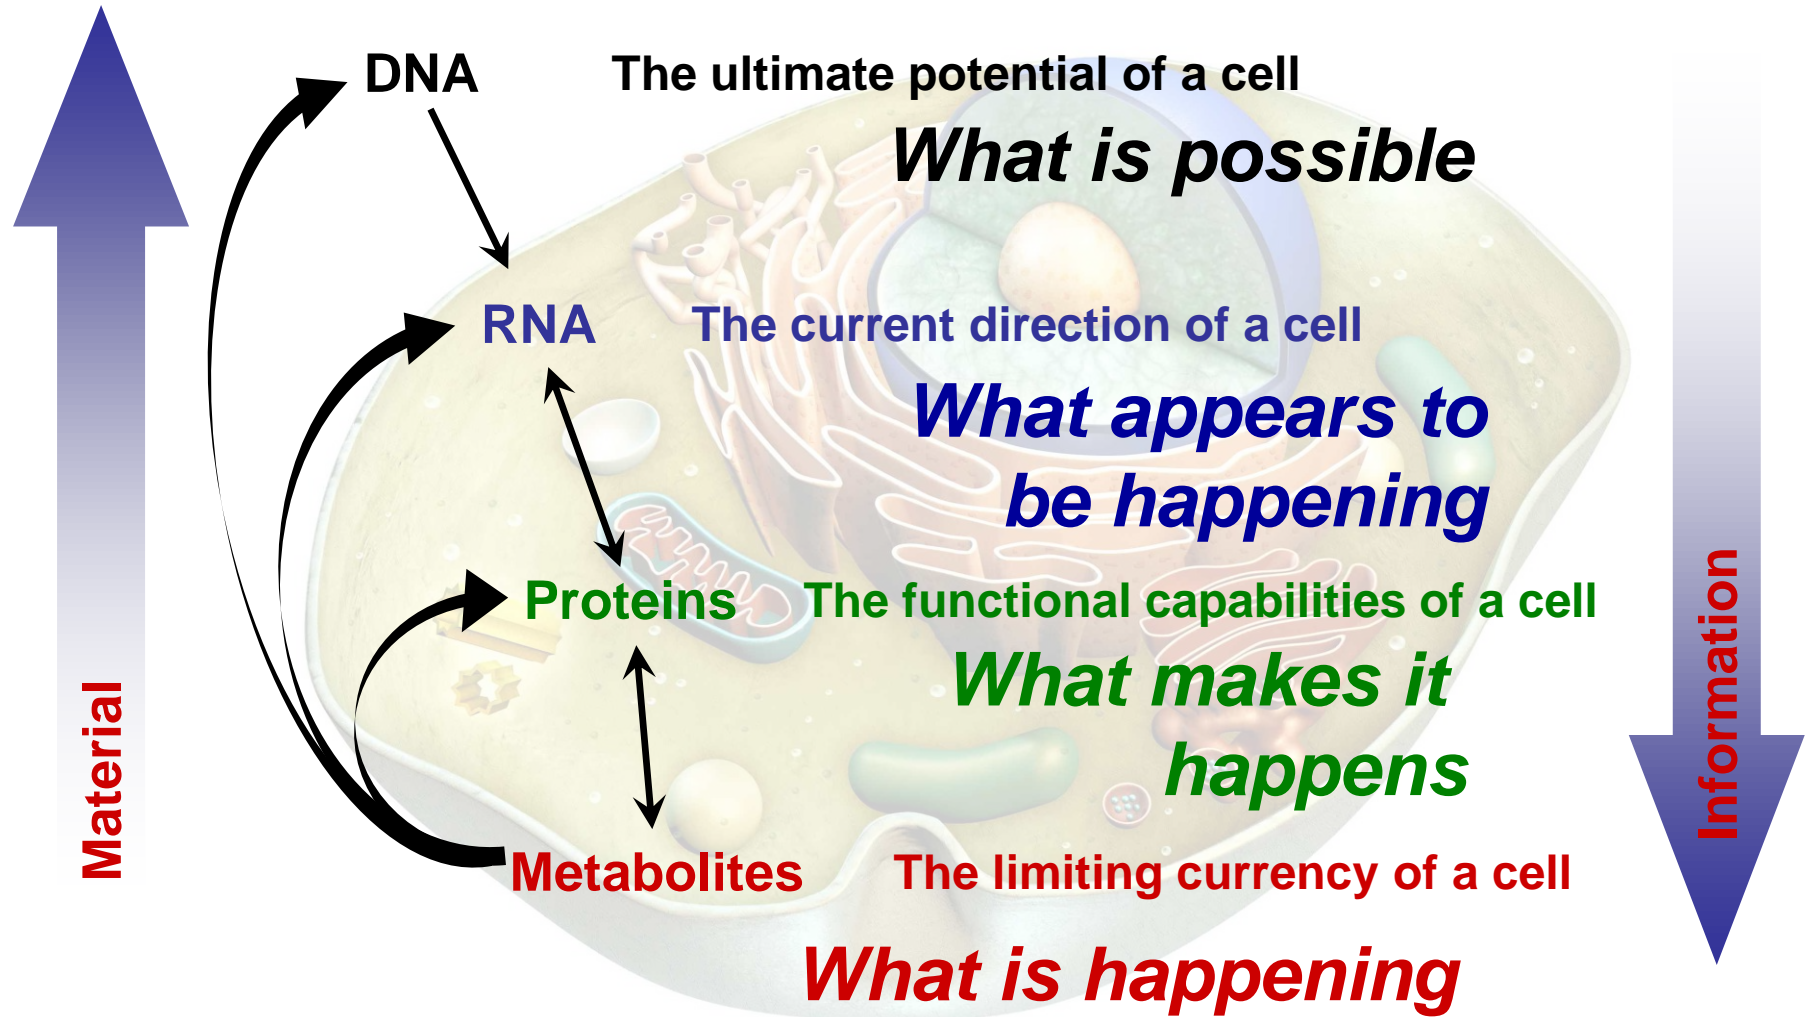 DNA
The ultimate potential of a cell
What is possible
RNA
The current direction of a cell
What appears to
be happening
Proteins
The functional capabilities of a cell
What makes it
happens
Metabolites
The limiting currency of a cell
What is happening
Material
Information